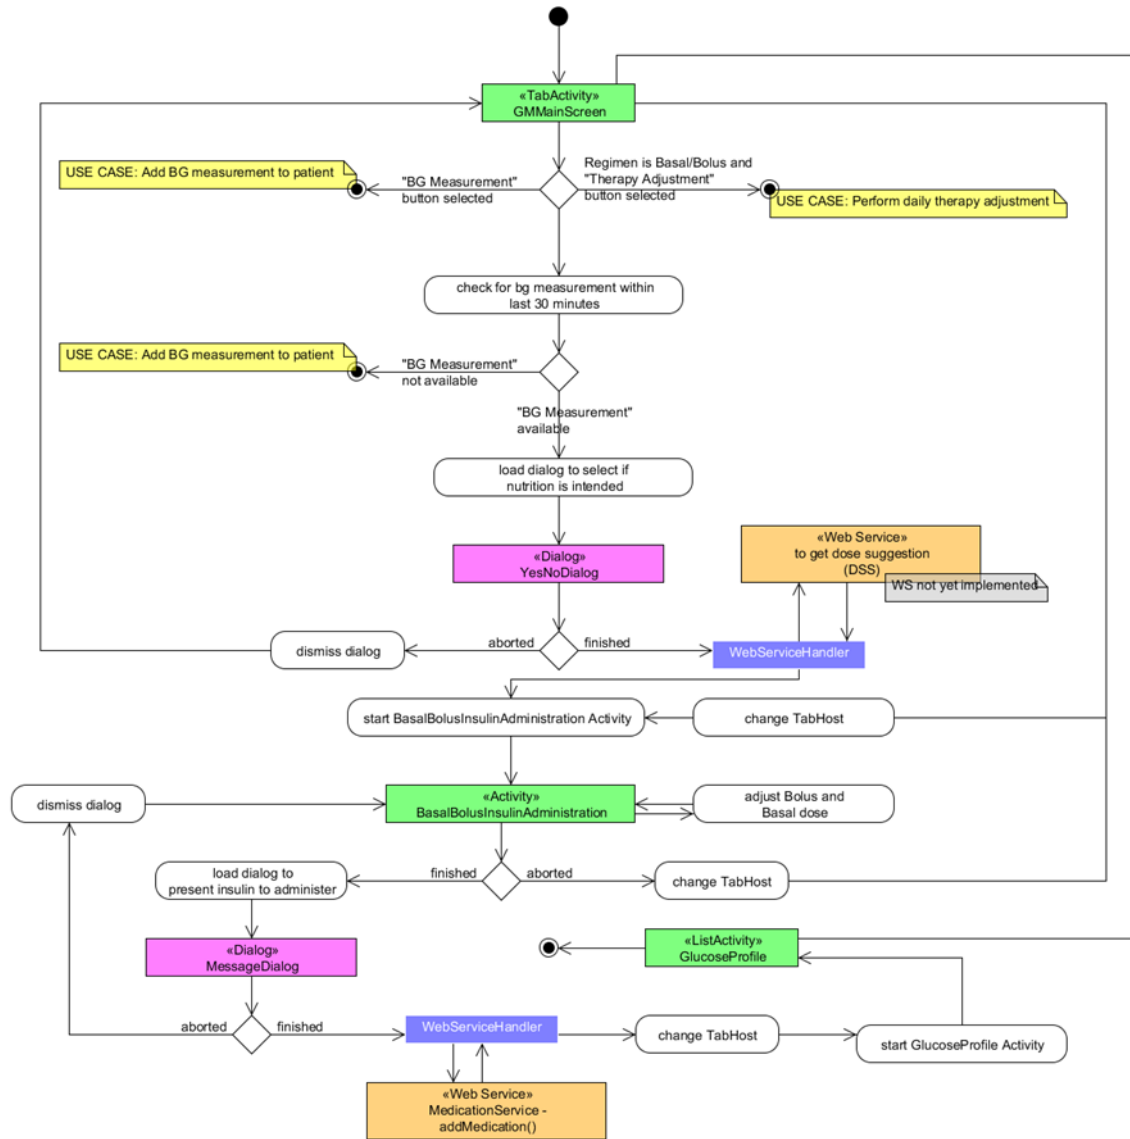 «TabActivity»
GMMainScreen
USE CASE: Add BG measurement to patient
"BG Measurement"
button selected
Regimen is Basal/Bolus and
"Therapy Adjustment"
button selected
USE CASE: Perform daily therapy adjustment
check for bg measurement within
last 30 minutes
USE CASE: Add BG measurement to patient
"BG Measurement"
not available
"BG Measurement"
available
load dialog to select if
nutrition is intended
«Dialog»
YesNoDialog
«Web Service»
to get dose suggestion
(DSS)
WS not yet implemented
dismiss dialog
aborted
finished
WebServiceHandler
start BasalBolusInsulinAdministration Activity
change TabHost
dismiss dialog
«Activity»
BasalBolusInsulinAdministration
adjust Bolus and
Basal dose
load dialog to
present insulin to administer
finished
aborted
change TabHost
«Dialog»
MessageDialog
«ListActivity»
GlucoseProfile
aborted
finished
WebServiceHandler
change TabHost
start GlucoseProfile Activity
«Web Service»
MedicationService -
addMedication()